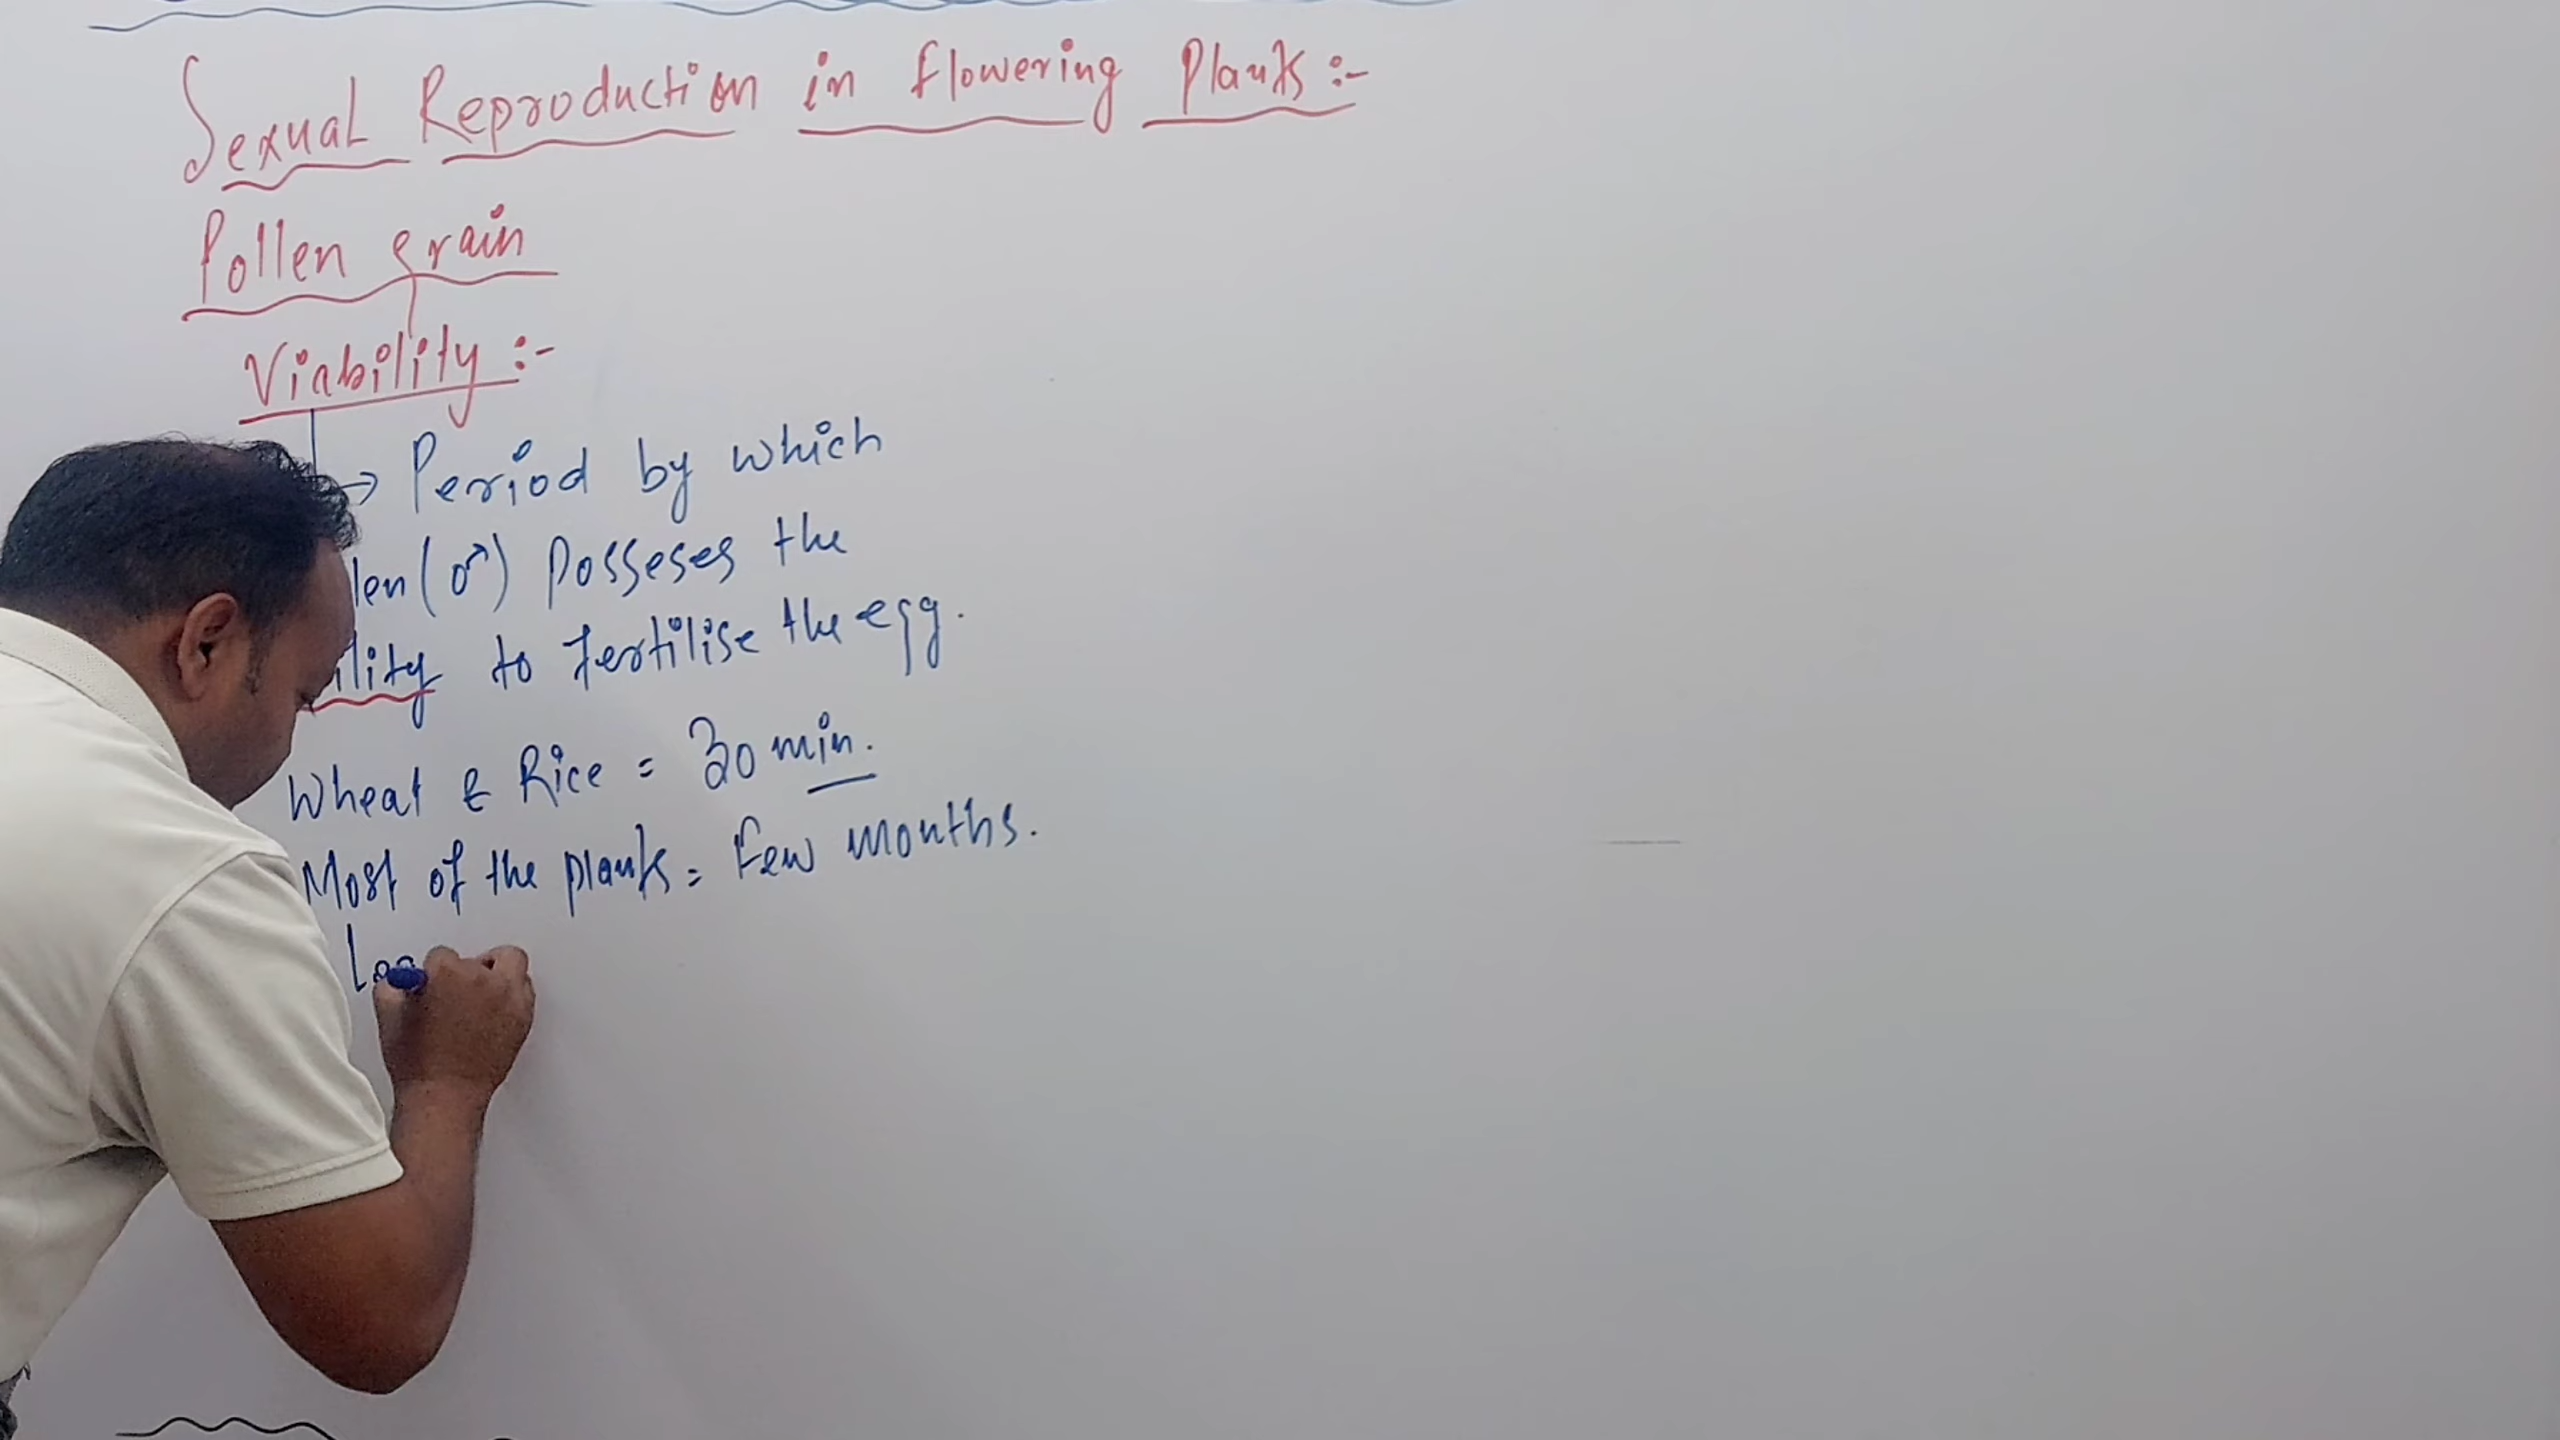 Sexual Reproduction in flowering Plants :-
Pollen grain
Viability :-
→ Period by which
len (♂) Posseses the
ility to fertilise the egg.
Wheat & Rice = 30 min.
Most of the plants = few months.